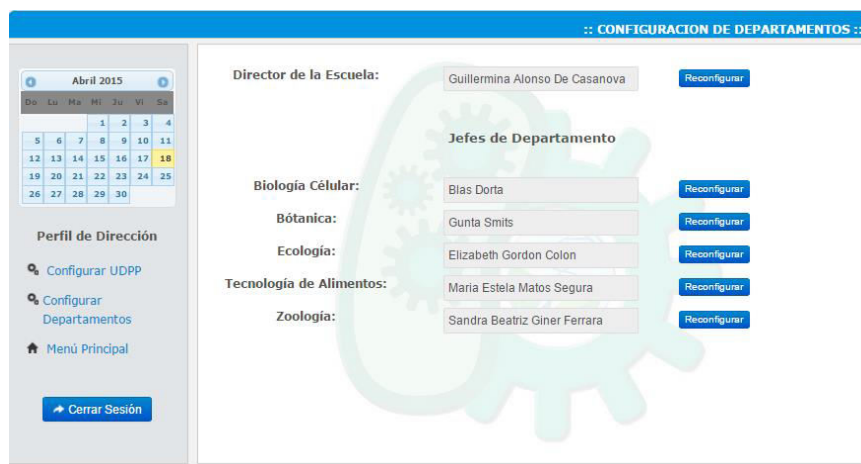 :: CONFIGURACION DE DEPARTAMENTOS ::
Abril 2015
Do Lu Ma Mi Ju Vi Sa
1 2 3 4
5 6 7 8 9 10 11
12 13 14 15 16 17 18
19 20 21 22 23 24 25
26 27 28 29 30
Perfil de Dirección
Configurar UDPP
Configurar
Departamentos
Menú Principal
Cerrar Sesión
Director de la Escuela: Guillermina Alonso De Casanova Reconfigurar
Jefes de Departamento
Biología Célular: Blas Dorta Reconfigurar
Bótanica: Gunta Smits Reconfigurar
Ecología: Elizabeth Gordon Colon Reconfigurar
Tecnología de Alimentos: Maria Estela Matos Segura Reconfigurar
Zoología: Sandra Beatriz Giner Ferrara Reconfigurar